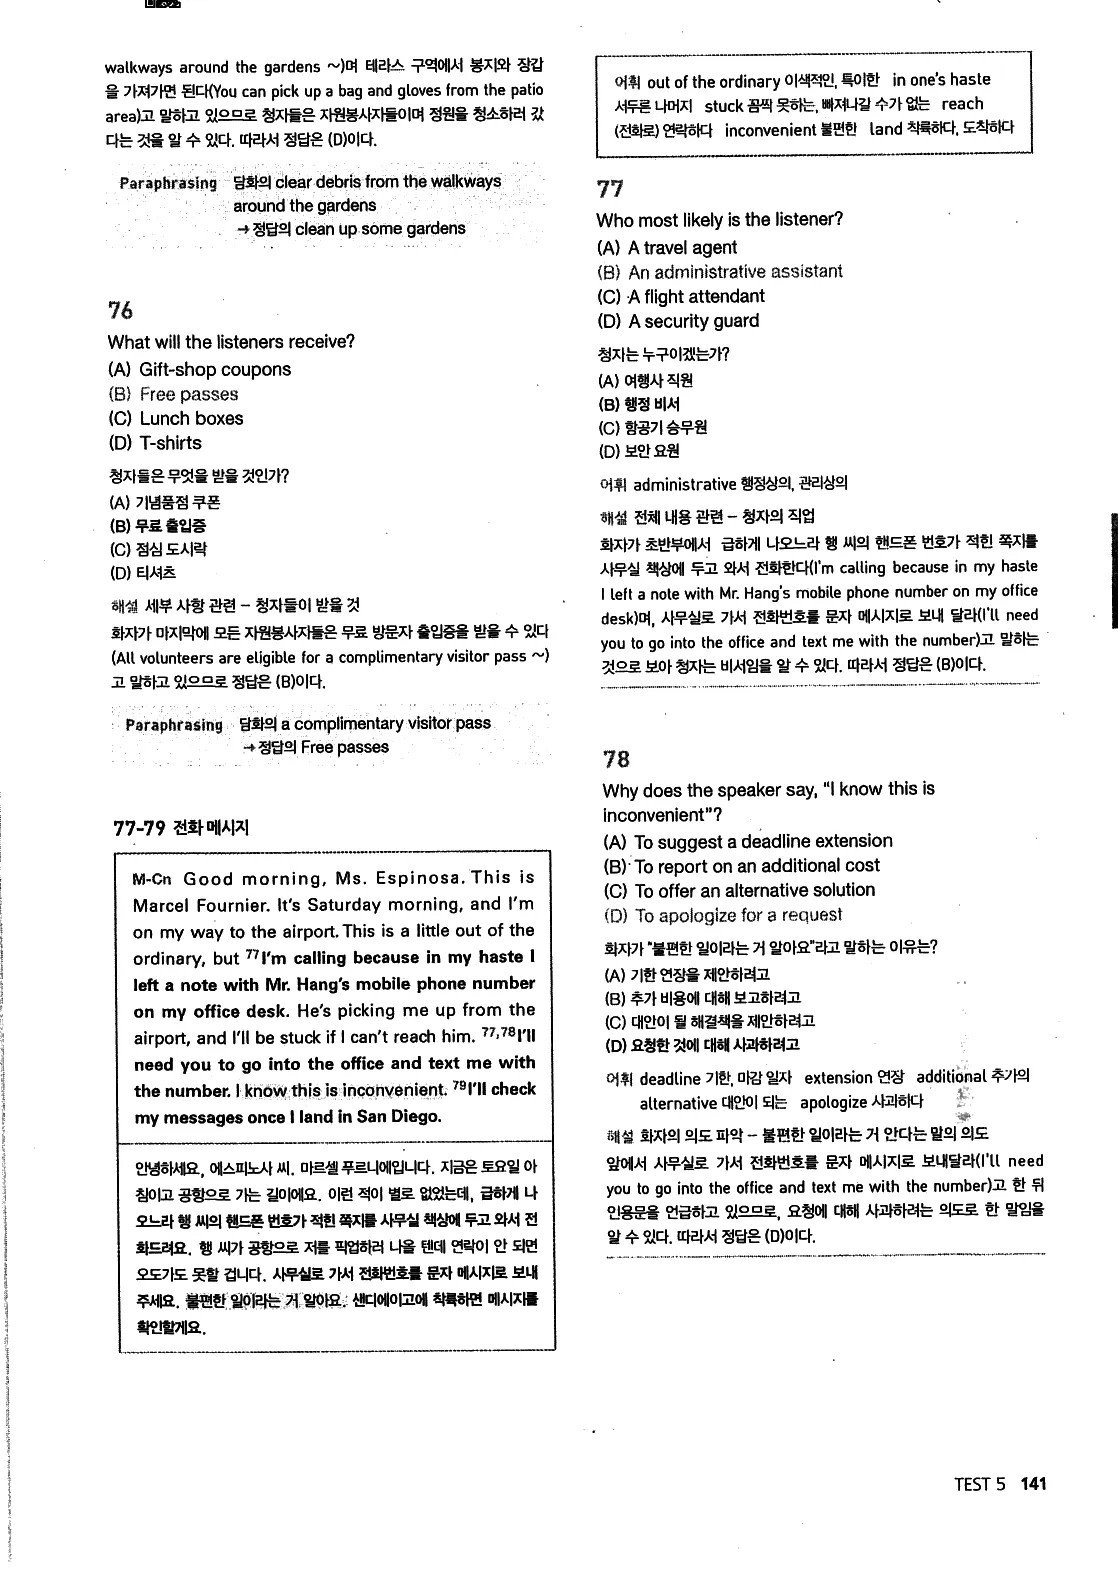 walkways around the gardens ~)며 테라스 구역에서 봉지와 장갑
을 가져가면 된다(You can pick up a bag and gloves from the patio
area)고 말하고 있으므로 청자들은 자원봉사자들이며 정원을 청소하러 갔
다는 것을 알 수 있다. 따라서 정답은 (D)이다.
Paraphrasing 담화의 clear debris from the walkways
around the gardens
→ 정답의 clean up some gardens
76
What will the listeners receive?
(A) Gift-shop coupons
(B) Free passes
(C) Lunch boxes
(D) T-shirts
청자들은 무엇을 받을 것인가?
(A) 기념품점 쿠폰
(B) 무료 출입증
(C) 점심 도시락
(D) 티셔츠
해설 세부 사항 관련 – 청자들이 받을 것
화자가 마지막에 모든 자원봉사자들은 무료 방문자 출입증을 받을 수 있다
(All volunteers are eligible for a complimentary visitor pass ~)
고 말하고 있으므로 정답은 (B)이다.
Paraphrasing 담화의 a complimentary visitor pass
→ 정답의 Free passes
77-79 전화 메시지
M-Cn Good morning, Ms. Espinosa. This is
Marcel Fournier. It's Saturday morning, and I'm
on my way to the airport. This is a little out of the
ordinary, but 77I'm calling because in my haste I
left a note with Mr. Hang's mobile phone number
on my office desk. He's picking me up from the
airport, and I'll be stuck if I can't reach him. 77,78I'll
need you to go into the office and text me with
the number. I know this is inconvenient. 79I'll check
my messages once I land in San Diego.
안녕하세요, 에스피노사 씨. 마르셀 푸르니에입니다. 지금은 토요일 아
침이고 공항으로 가는 길이에요. 이런 적이 별로 없었는데, 급하게 나
오느라 행 씨의 핸드폰 번호가 적힌 쪽지를 사무실 책상에 두고 와서 전
화드려요. 행 씨가 공항으로 저를 픽업하러 나올 텐데 연락이 안 되면
오도가도 못할 겁니다. 사무실로 가서 전화번호를 문자 메시지로 보내
주세요. 불편한 일이라는 거 알아요. 샌디에이고에 착륙하면 메시지를
확인할게요.
어휘 out of the ordinary 이색적인, 특이한 in one's haste
서두른 나머지 stuck 꼼짝 못하는, 빠져나갈 수가 없는 reach
(전화로) 연락하다 inconvenient 불편한 land 착륙하다, 도착하다
77
Who most likely is the listener?
(A) A travel agent
(B) An administrative assistant
(C) A flight attendant
(D) A security guard
청자는 누구이겠는가?
(A) 여행사 직원
(B) 행정 비서
(C) 항공기 승무원
(D) 보안 요원
어휘 administrative 행정상의, 관리상의
해설 전체 내용 관련 – 청자의 직업
화자가 초반부에서 급하게 나오느라 행 씨의 핸드폰 번호가 적힌 쪽지를
사무실 책상에 두고 와서 전화한다(I'm calling because in my haste
I left a note with Mr. Hang's mobile phone number on my office
desk)며, 사무실로 가서 전화번호를 문자 메시지로 보내 달라(I'll need
you to go into the office and text me with the number)고 말하는
것으로 보아 청자는 비서임을 알 수 있다. 따라서 정답은 (B)이다.
78
Why does the speaker say, "I know this is
inconvenient"?
(A) To suggest a deadline extension
(B) To report on an additional cost
(C) To offer an alternative solution
(D) To apologize for a request
화자가 "불편한 일이라는 거 알아요"라고 말하는 이유는?
(A) 기한 연장을 제안하려고
(B) 추가 비용에 대해 보고하려고
(C) 대안이 될 해결책을 제안하려고
(D) 요청한 것에 대해 사과하려고
어휘 deadline 기한, 마감 일자 extension 연장 additional 추가의
alternative 대안이 되는 apologize 사과하다
해설 화자의 의도 파악 – 불편한 일이라는 거 안다는 말의 의도
앞에서 사무실로 가서 전화번호를 문자 메시지로 보내달라(I'll need
you to go into the office and text me with the number)고 한 뒤
인용문을 언급하고 있으므로, 요청에 대해 사과하려는 의도로 한 말임을
알 수 있다. 따라서 정답은 (D)이다.
TEST 5 141